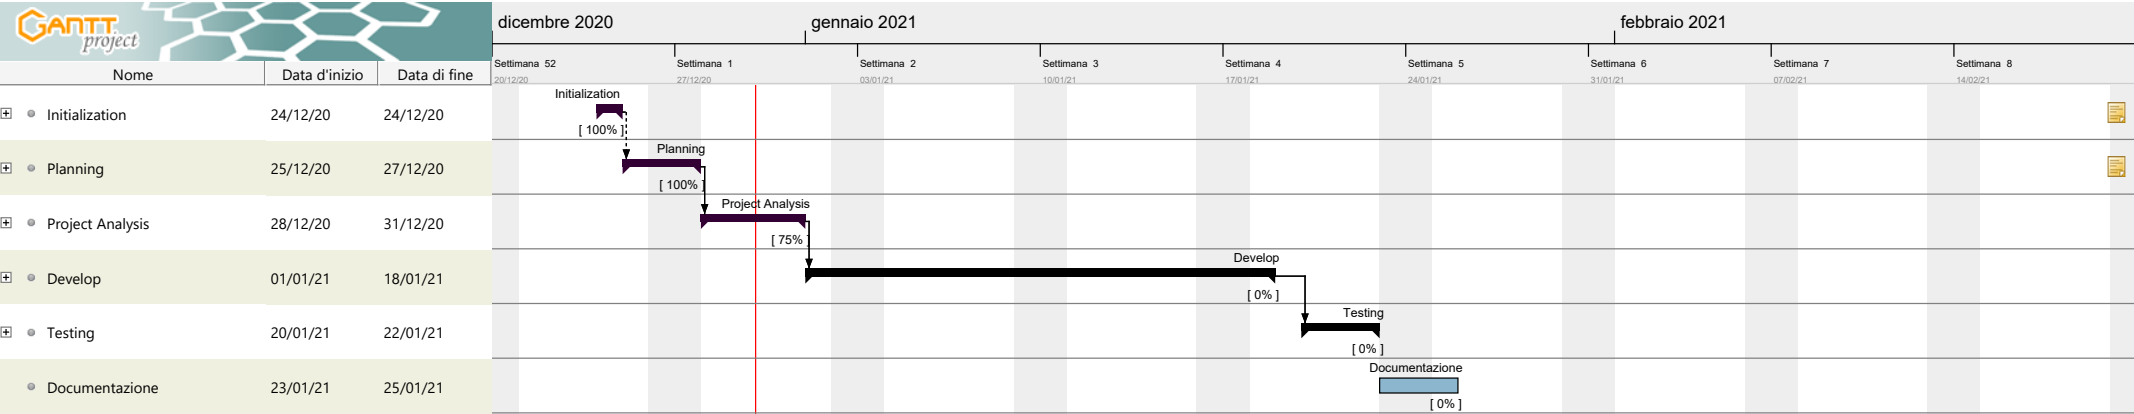 GANTT
project
dicembre 2020 gennaio 2021 febbraio 2021
Settimana 52 Settimana 1 Settimana 2 Settimana 3 Settimana 4 Settimana 5 Settimana 6 Settimana 7 Settimana 8
Nome Data d'inizio Data di fine
20/12/20 27/12/20 03/01/21 10/01/21 17/01/21 24/01/21 31/01/21 07/02/21 14/02/21
Initialization
Initialization 24/12/20 24/12/20
[ 100% ]
Planning
Planning 25/12/20 27/12/20
[ 100% ]
Project Analysis
Project Analysis 28/12/20 31/12/20
[ 75% ]
Develop
Develop 01/01/21 18/01/21
[ 0% ]
Testing
Testing 20/01/21 22/01/21
[ 0% ]
Documentazione
Documentazione 23/01/21 25/01/21
[ 0% ]